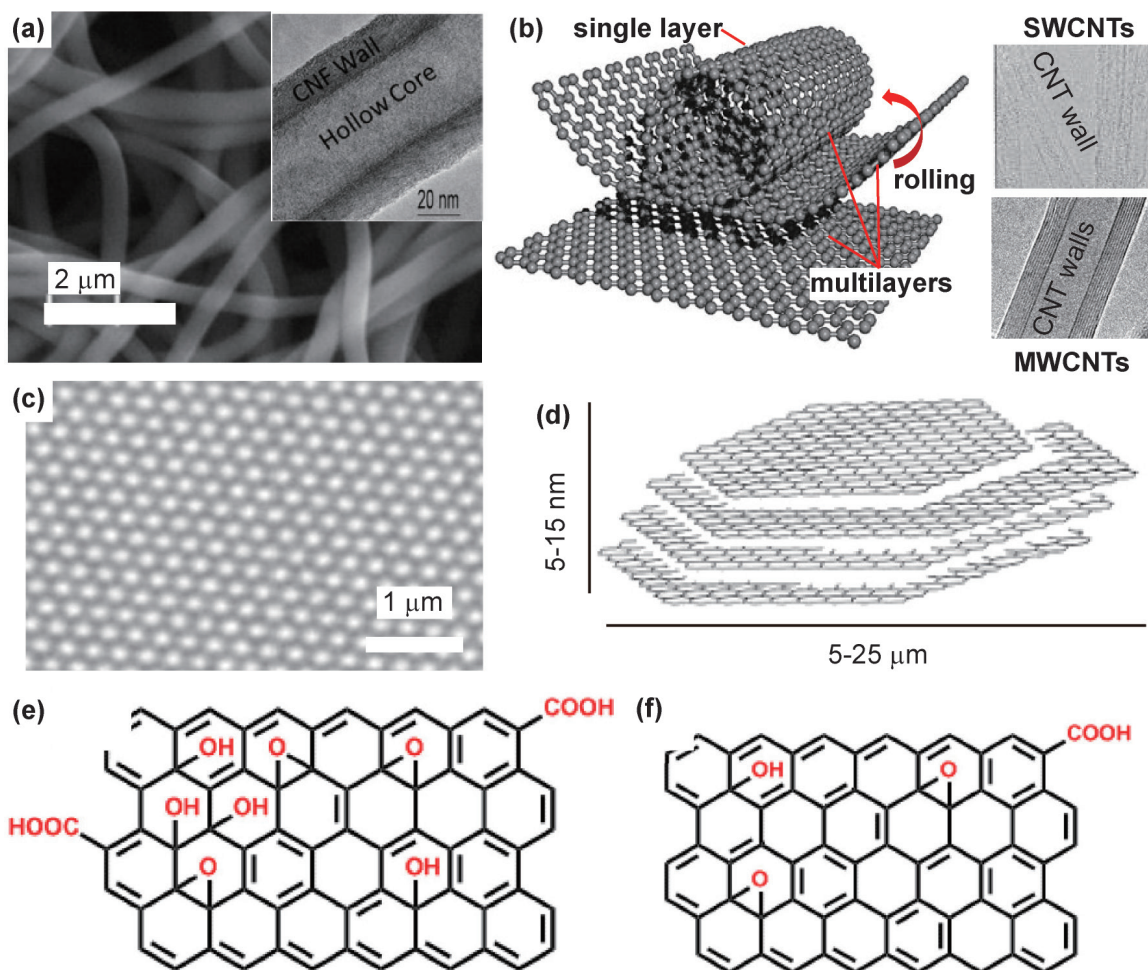 (a)
CNF Wall
Hollow Core
20 nm
2 μm
(b)
single layer
rolling
multilayers
SWCNTs
CNT wall
CNT walls
MWCNTs
(c)
1 μm
(d)
5-15 nm
5-25 μm
(e)
COOH
OH
O
O
OH
OH
HOOC
O
OH
(f)
COOH
OH
O
O